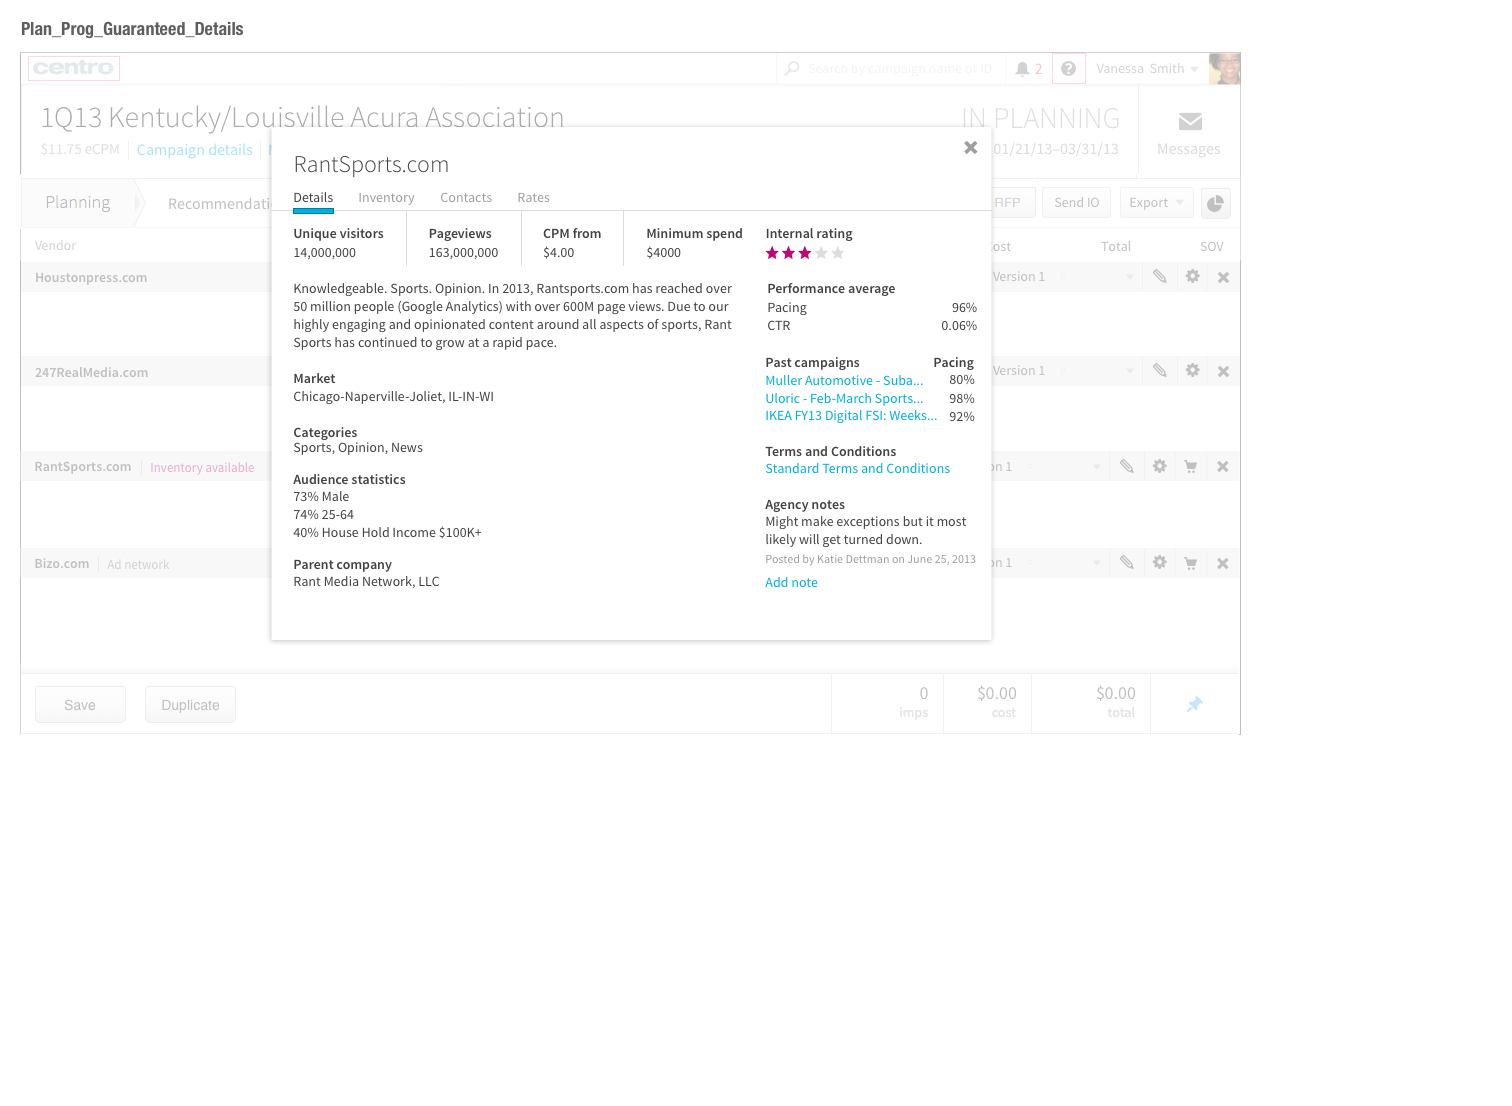 Plan_Prog_Guaranteed_Details
centro
Search by campaign name or IO
2
Vanessa Smith
1Q13 Kentucky/Louisville Acura Association
IN PLANNING
$11.75 eCPM
Campaign details
01/21/13–03/31/13
Messages
Planning
Recommendati
RFP
Send IO
Export
Vendor
ost
Total
SOV
Houstonpress.com
Version 1
247RealMedia.com
Version 1
RantSports.com
Inventory available
on 1
Bizo.com
Ad network
on 1
RantSports.com
Details
Inventory
Contacts
Rates
Unique visitors
14,000,000
Pageviews
163,000,000
CPM from
$4.00
Minimum spend
$4000
Knowledgeable. Sports. Opinion. In 2013, Rantsports.com has reached over
50 million people (Google Analytics) with over 600M page views. Due to our
highly engaging and opinionated content around all aspects of sports, Rant
Sports has continued to grow at a rapid pace.
Market
Chicago-Naperville-Joliet, IL-IN-WI
Categories
Sports, Opinion, News
Audience statistics
73% Male
74% 25-64
40% House Hold Income $100K+
Parent company
Rant Media Network, LLC
Internal rating
Performance average
Pacing 96%
CTR 0.06%
Past campaigns Pacing
Muller Automotive - Suba... 80%
Uloric - Feb-March Sports... 98%
IKEA FY13 Digital FSI: Weeks... 92%
Terms and Conditions
Standard Terms and Conditions
Agency notes
Might make exceptions but it most
likely will get turned down.
Posted by Katie Dettman on June 25, 2013
Add note
Save
Duplicate
0
imps
$0.00
cost
$0.00
total